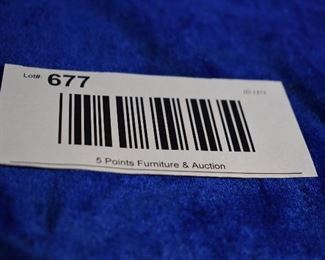 Lot#: 677
5 Points Furniture & Auction